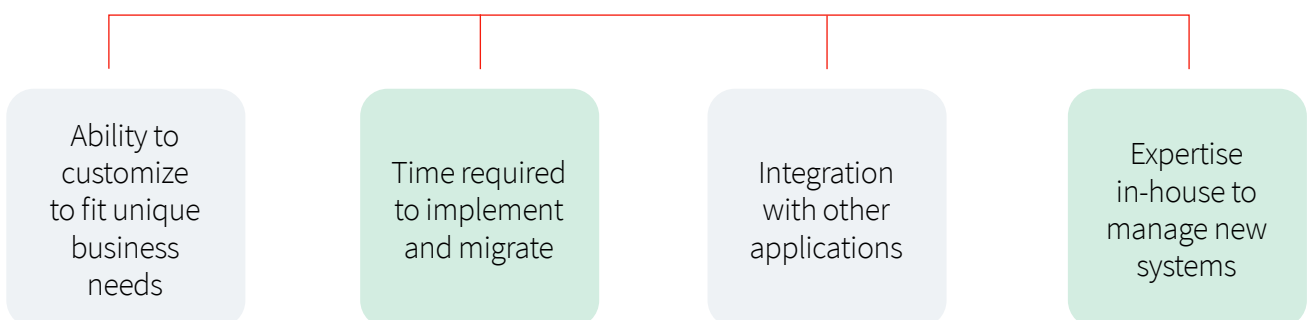 Ability to
customize
to fit unique
business
needs
Time required
to implement
and migrate
Integration
with other
applications
Expertise
in-house to
manage new
systems